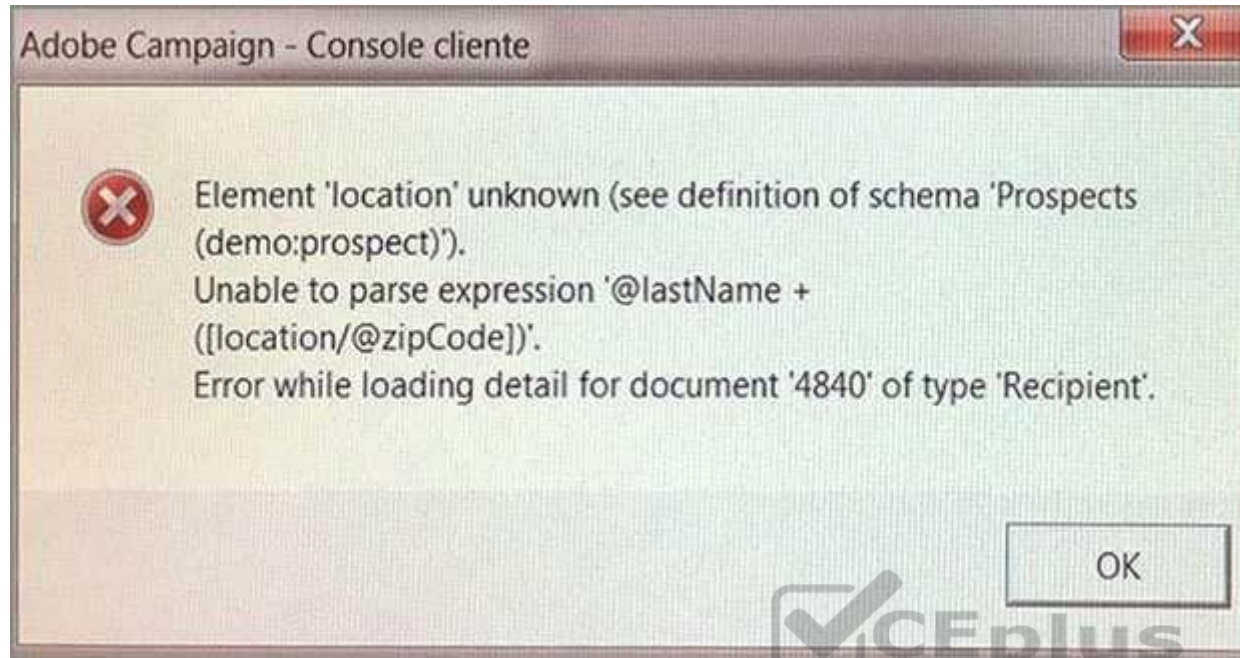 Adobe Campaign - Console cliente
X
Element 'location' unknown (see definition of schema 'Prospects
(demo:prospect)').
Unable to parse expression '@lastName +
([location/@zipCode])'.
Error while loading detail for document '4840' of type 'Recipient'.
OK
CEplus